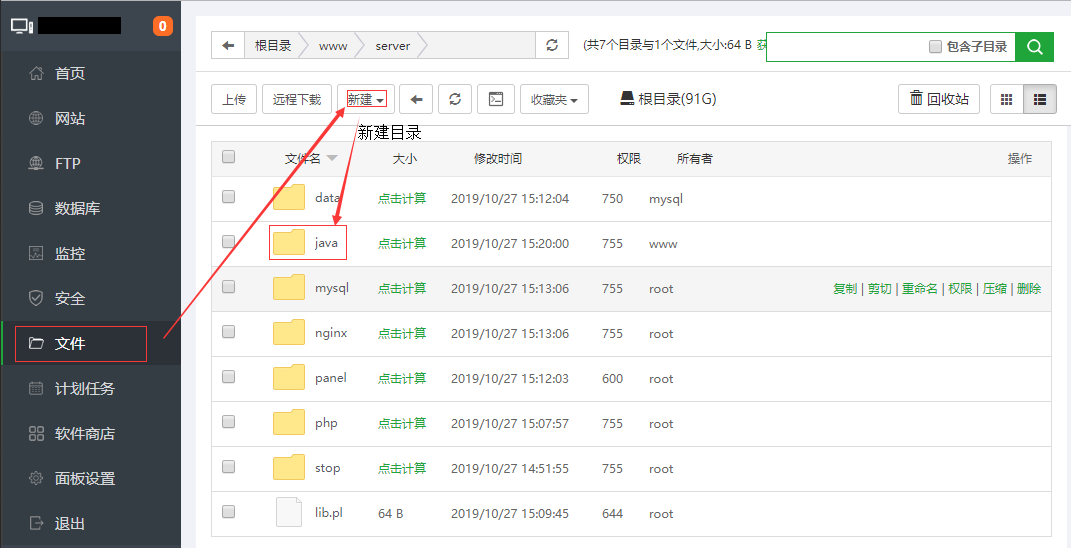 0
首页
网站
FTP
数据库
监控
安全
文件
计划任务
软件商店
面板设置
退出
根目录 www server
(共7个目录与1个文件,大小:64 B 获
包含子目录
上传 远程下载 新建 收藏夹 根目录(91G) 回收站
新建目录
文件名 大小 修改时间 权限 所有者 操作
data 点击计算 2019/10/27 15:12:04 750 mysql
java 点击计算 2019/10/27 15:20:00 755 www
mysql 点击计算 2019/10/27 15:13:06 755 root 复制 | 剪切 | 重命名 | 权限 | 压缩 | 删除
nginx 点击计算 2019/10/27 15:13:06 755 root
panel 点击计算 2019/10/27 15:12:03 600 root
php 点击计算 2019/10/27 15:07:57 755 root
stop 点击计算 2019/10/27 14:51:55 755 root
lib.pl 64 B 2019/10/27 15:09:45 644 root